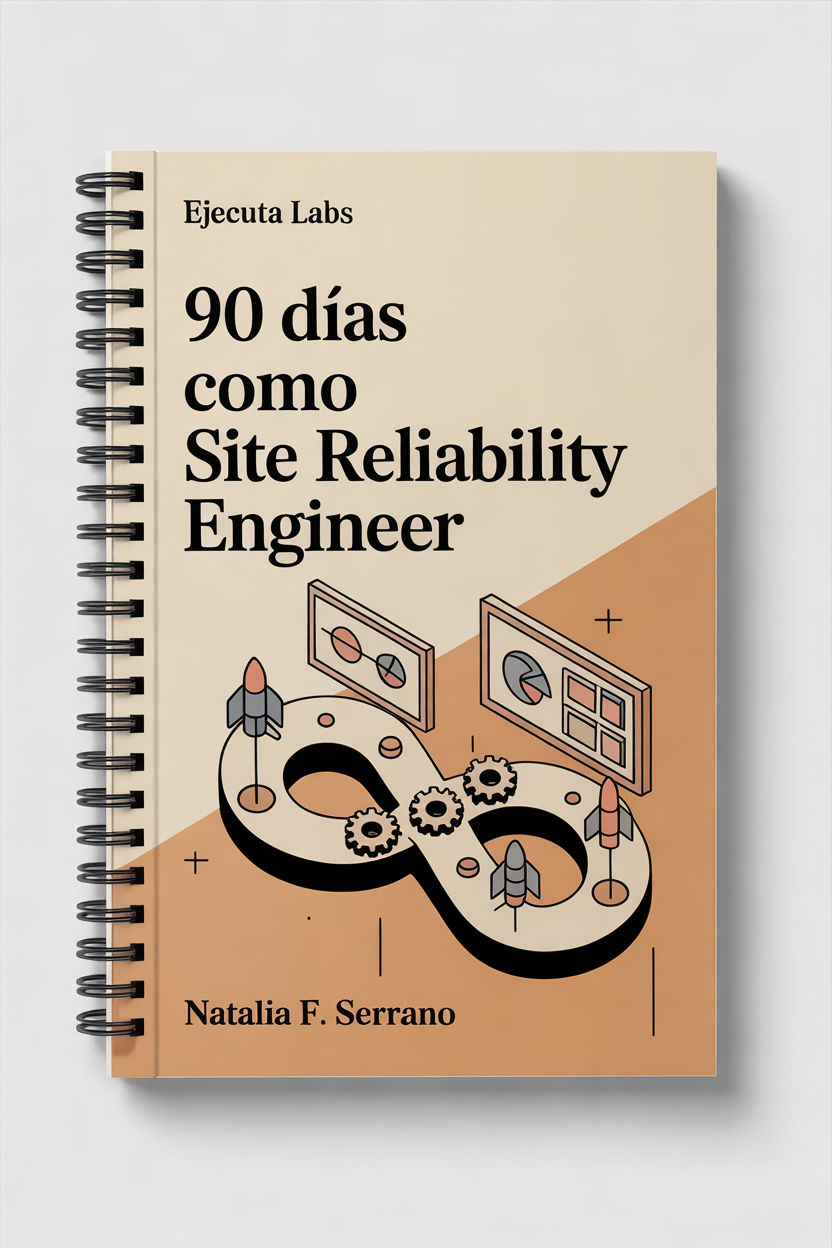 Ejecuta Labs
90 días
como
Site Reliability
Engineer
Natalia F. Serrano